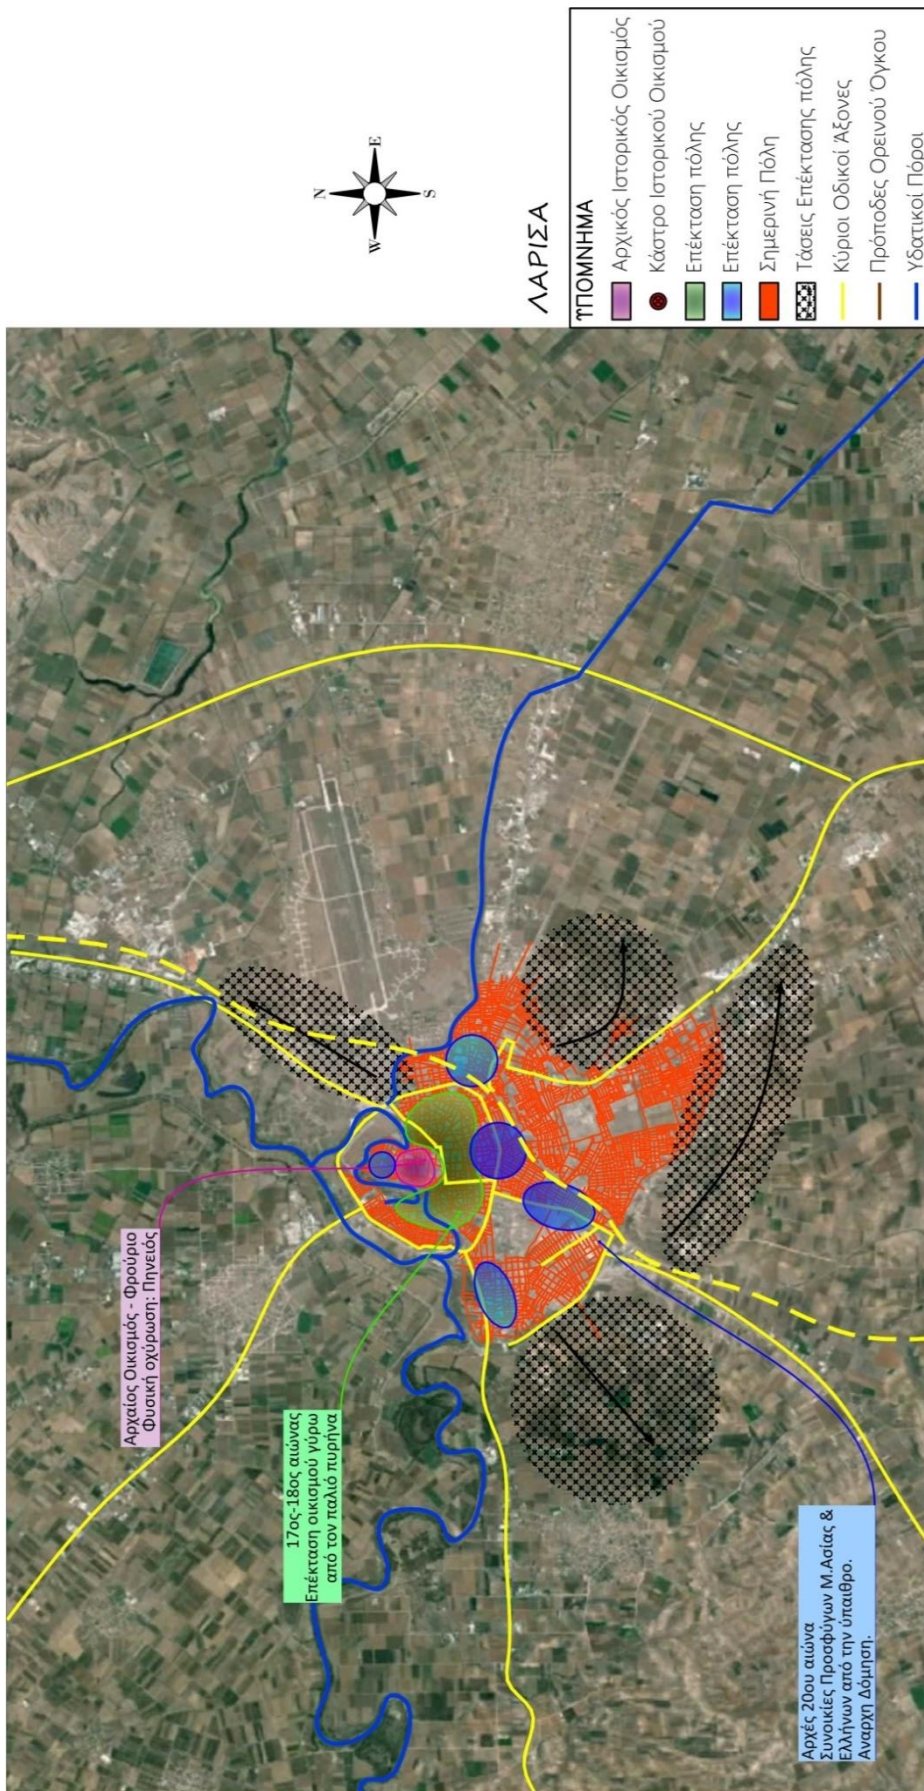 Αρχαίος Οικισμός - Φρούριο
Φυσική οχύρωση: Πηνειός
17ος-18ος αιώνας
Επέκταση οικισμού γύρω
από τον παλιό πυρήνα
Αρχές 20ου αιώνα
Συνοικίες Προσφύγων Μ.Ασίας &
Ελλήνων από την ύπαιθρο.
Αναρχη Δόμηση.
N
W
E
S
ΛΑΡΙΣΑ
ΥΠΟΜΝΗΜΑ
Αρχικός Ιστορικός Οικισμός
Κάστρο Ιστορικού Οικισμού
Επέκταση πόλης
Επέκταση πόλης
Σημερινή Πόλη
Τάσεις Επέκτασης πόλης
Κύριοι Οδικοί Άξονες
Πρόποδες Ορεινού Όγκου
Υδατικοί Πόροι